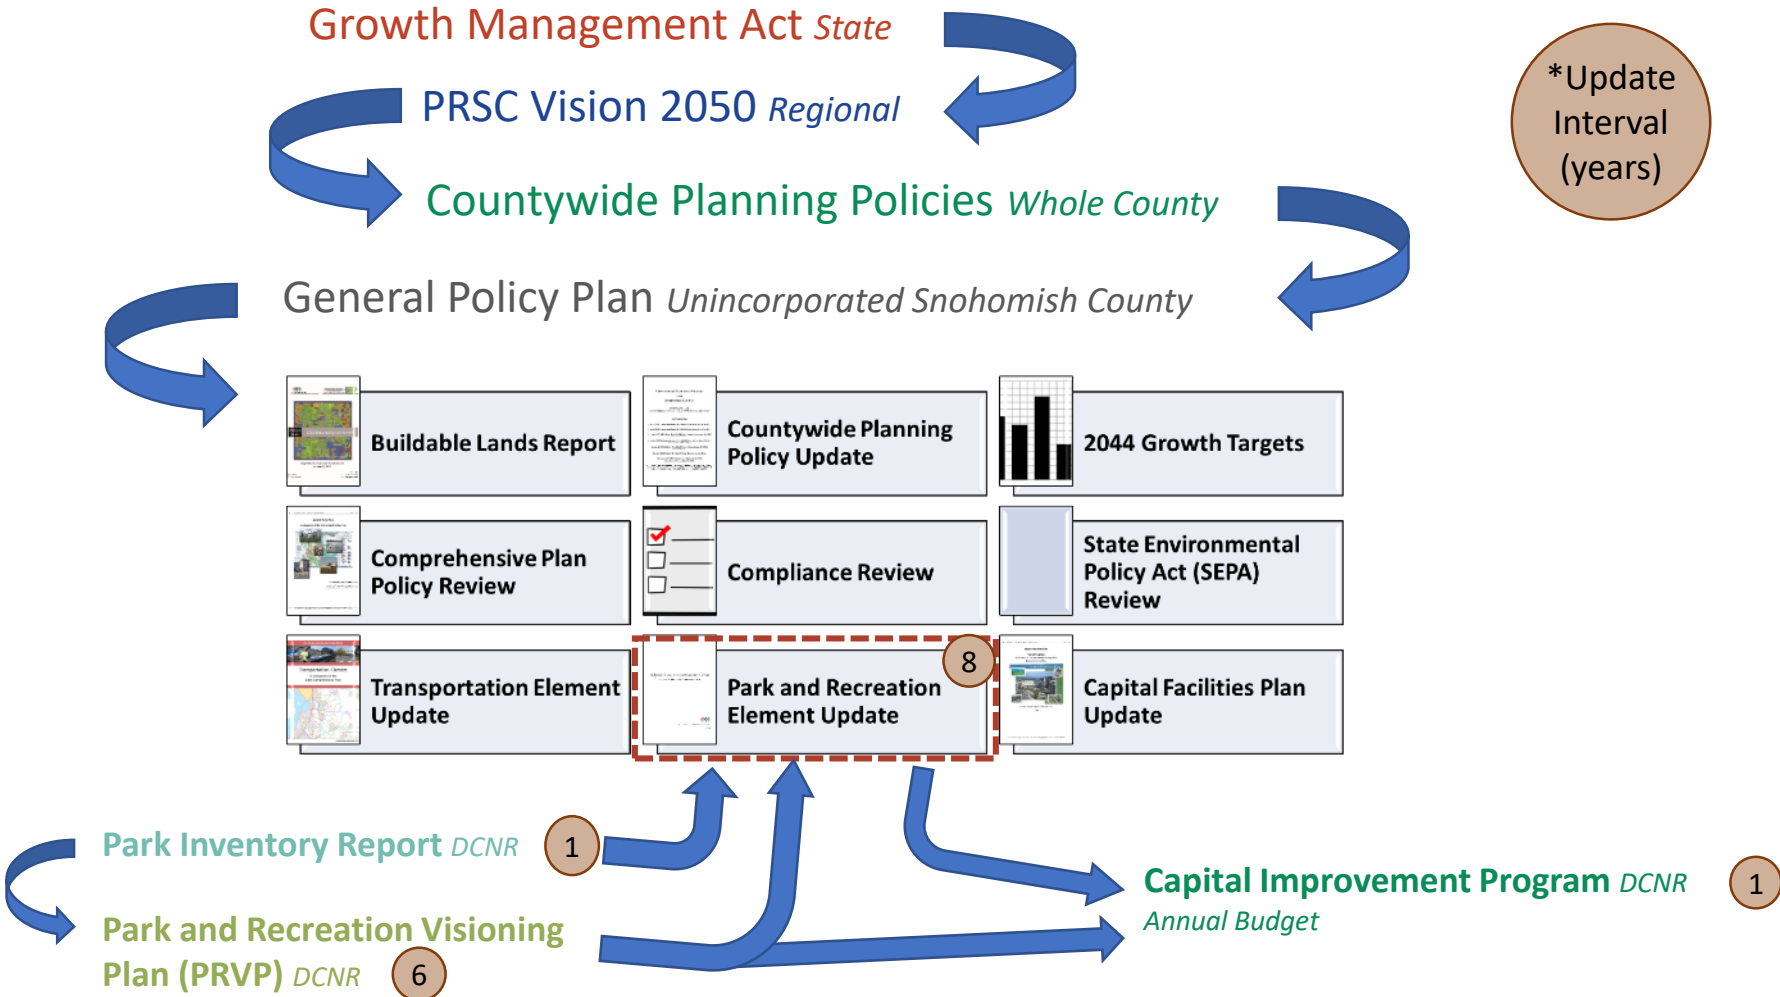 Growth Management Act State
PRSC Vision 2050 Regional
*Update
Interval
(years)
Countywide Planning Policies Whole County
General Policy Plan Unincorporated Snohomish County
Buildable Lands Report
Countywide Planning
Policy Update
2044 Growth Targets
Comprehensive Plan
Policy Review
Compliance Review
State Environmental
Policy Act (SEPA)
Review
Transportation Element
Transportation Element
Update
8
Park and Recreation
Element Update
Capital Facilities Plan
Update
Park Inventory Report DCNR 1
Park and Recreation Visioning
Plan (PRVP) DCNR 6
Capital Improvement Program DCNR 1
Annual Budget